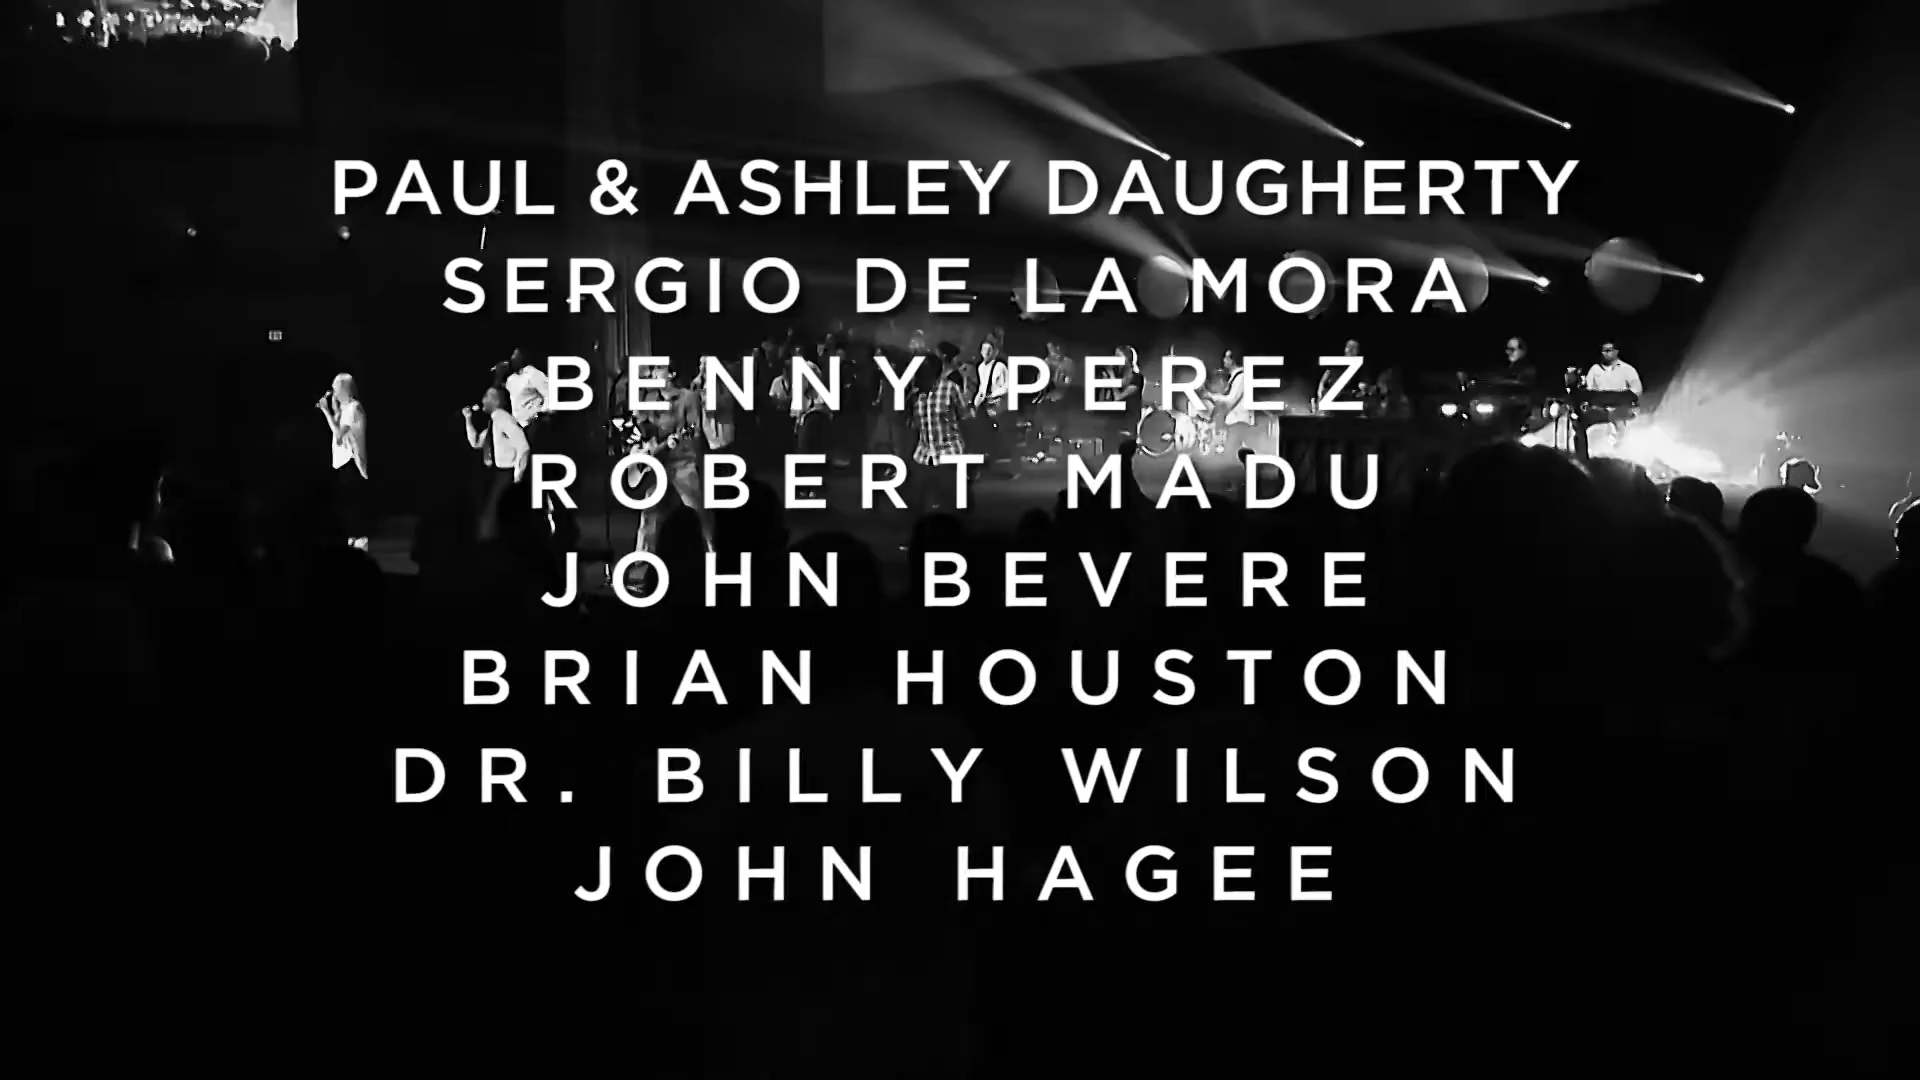 PAUL & ASHLEY DAUGHERTY
SERGIO DE LA MORA
BENNY PEREZ
ROBERT MADU
JOHN BEVERE
BRIAN HOUSTON
DR. BILLY WILSON
JOHN HAGEE